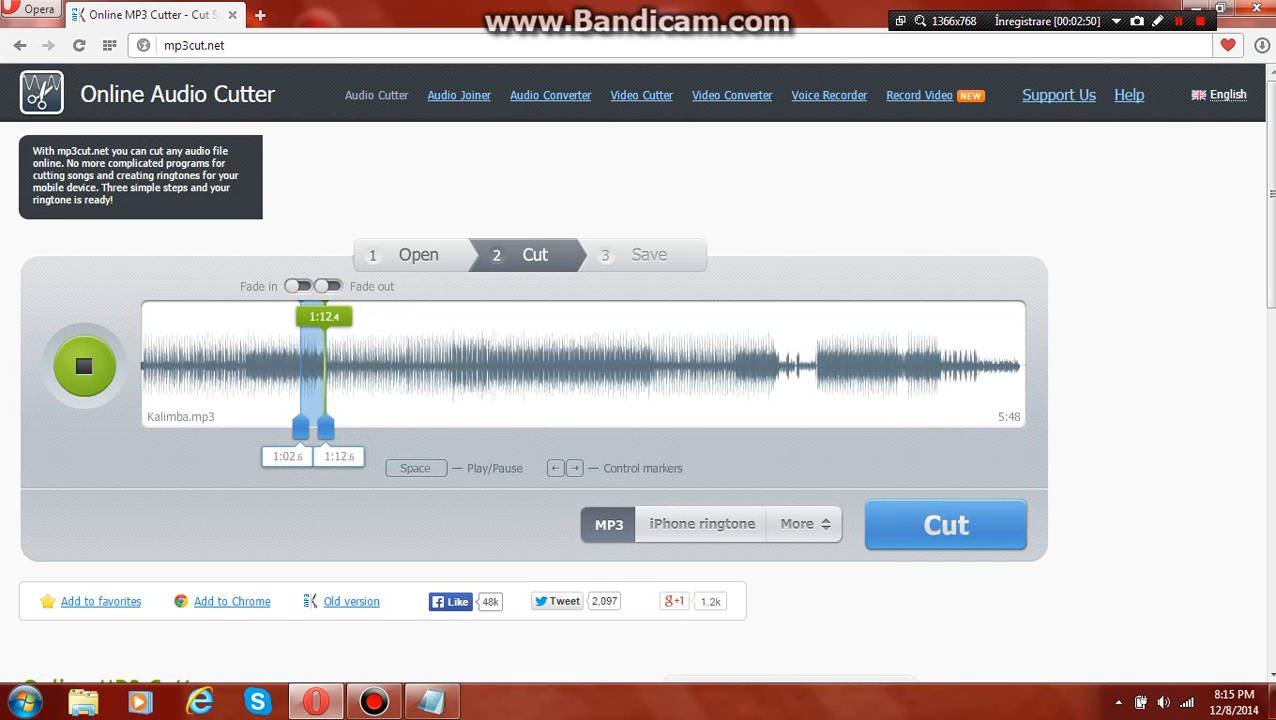 www.Bandicam.com
Opera
Online MP3 Cutter - Cut S
1366x768
Înregistrare [00:02:50]
mp3cut.net
Online Audio Cutter
Audio Cutter
Audio Joiner
Audio Converter
Video Cutter
Video Converter
Voice Recorder
Record Video NEW
Support Us
Help
English
With mp3cut.net you can cut any audio file
online. No more complicated programs for
cutting songs and creating ringtones for your
mobile device. Three simple steps and your
ringtone is ready!
1 Open
2 Cut
3 Save
Fade in
Fade out
1:12.4
Kalimba.mp3
5:48
1:02.6
1:12.6
Space — Play/Pause
← → — Control markers
MP3
iPhone ringtone
More
Cut
Add to favorites
Add to Chrome
Old version
Like 48k
Tweet 2,097
g+1 1.2k
8:15 PM
12/8/2014